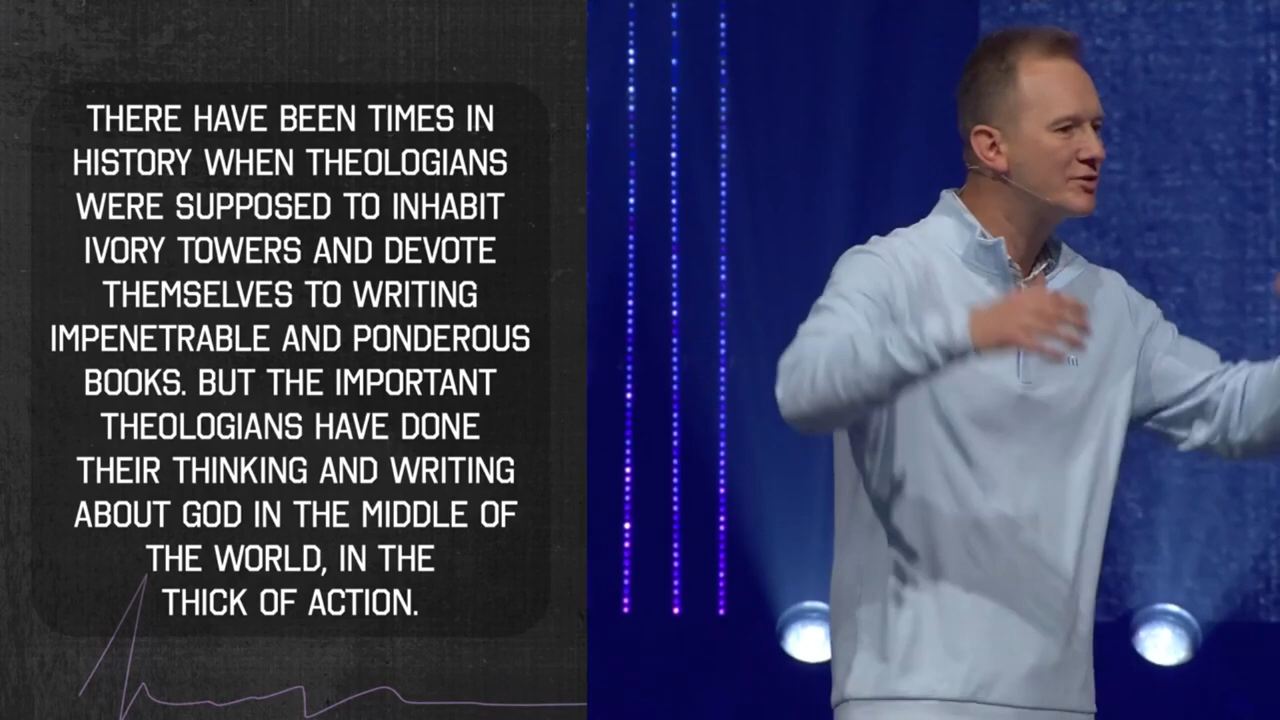 THERE HAVE BEEN TIMES IN
HISTORY WHEN THEOLOGIANS
WERE SUPPOSED TO INHABIT
IVORY TOWERS AND DEVOTE
THEMSELVES TO WRITING
IMPENETRABLE AND PONDEROUS
BOOKS. BUT THE IMPORTANT
THEOLOGIANS HAVE DONE
THEIR THINKING AND WRITING
ABOUT GOD IN THE MIDDLE OF
THE WORLD, IN THE
THICK OF ACTION.